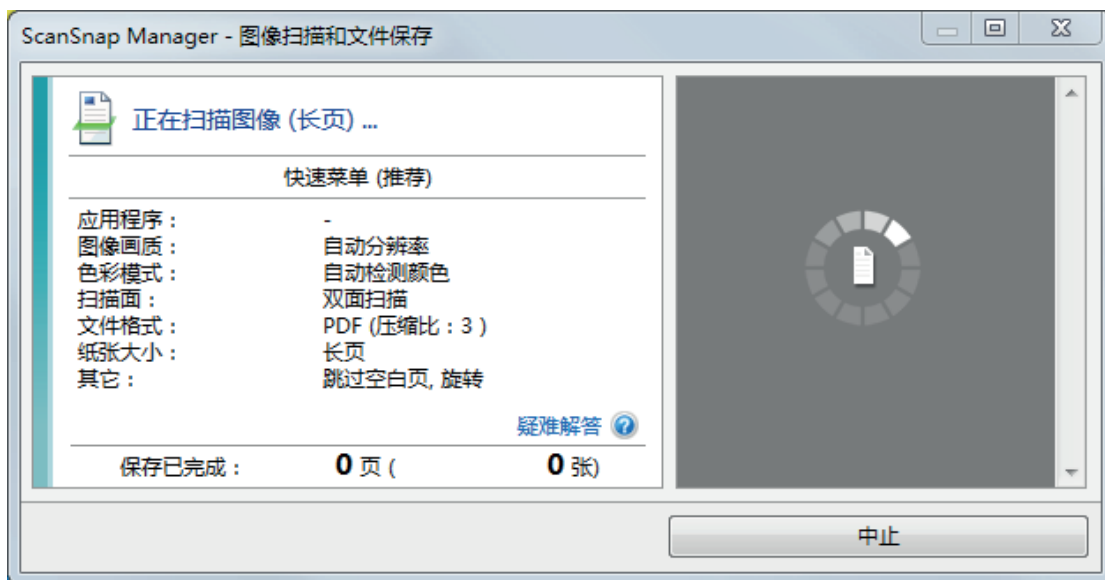 ScanSnap Manager - 图像扫描和文件保存
正在扫描图像 (长页) ...
快速菜单 (推荐)
应用程序： -
图像画质： 自动分辨率
色彩模式： 自动检测颜色
扫描面： 双面扫描
文件格式： PDF (压缩比：3 )
纸张大小： 长页
其它： 跳过空白页, 旋转
疑难解答
保存已完成： 0 页 ( 0 张)
中止